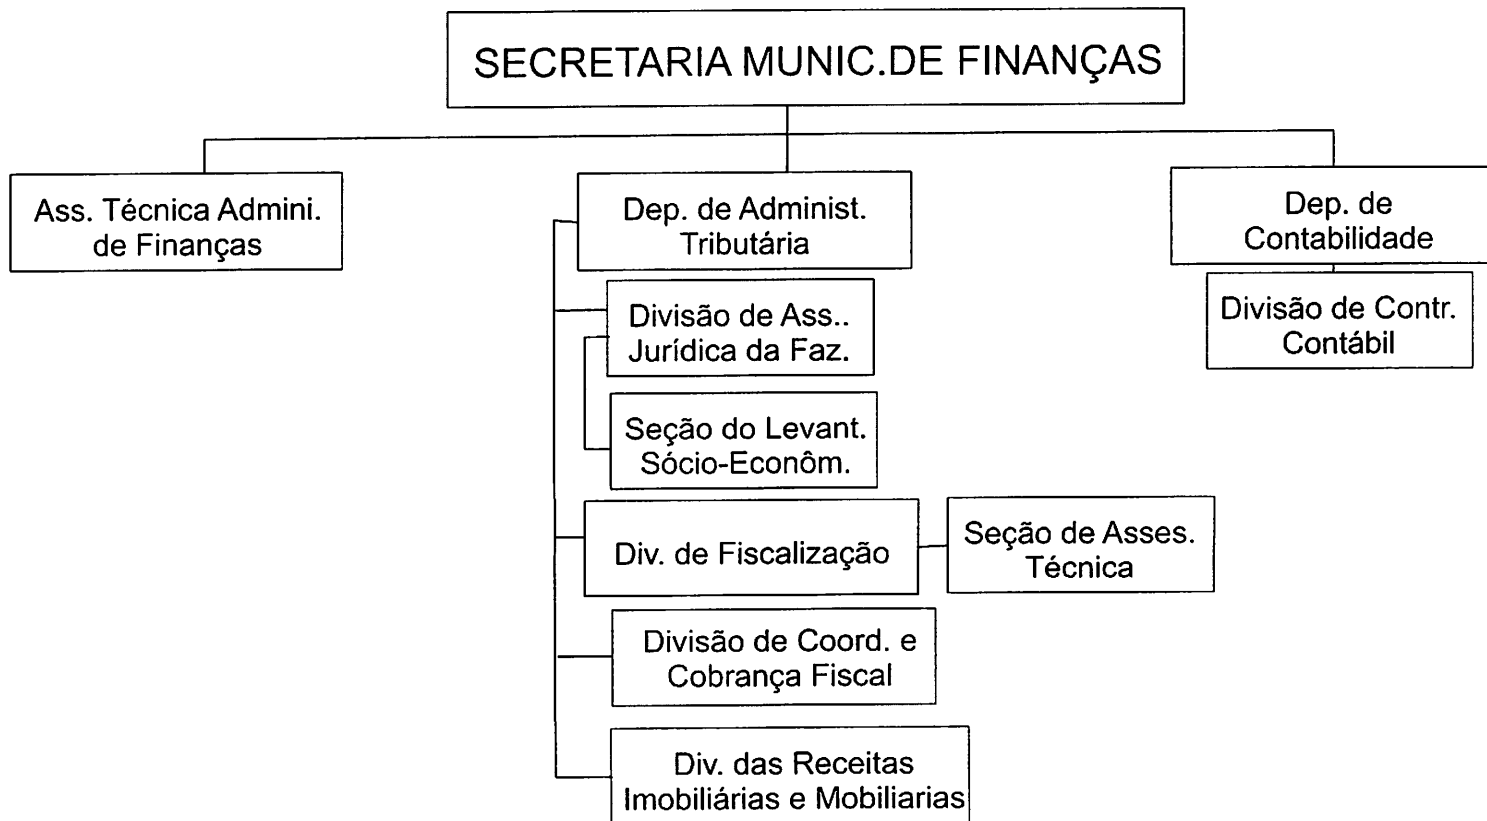 SECRETARIA MUNIC.DE FINANÇAS
Ass. Técnica Admini.
de Finanças
Dep. de Administ.
Tributária
Dep. de
Contabilidade
Divisão de Ass..
Jurídica da Faz.
Divisão de Contr.
Contábil
Seção do Levant.
Sócio-Econôm.
Div. de Fiscalização
Seção de Asses.
Técnica
Divisão de Coord. e
Cobrança Fiscal
Div. das Receitas
Imobiliárias e Mobiliarias